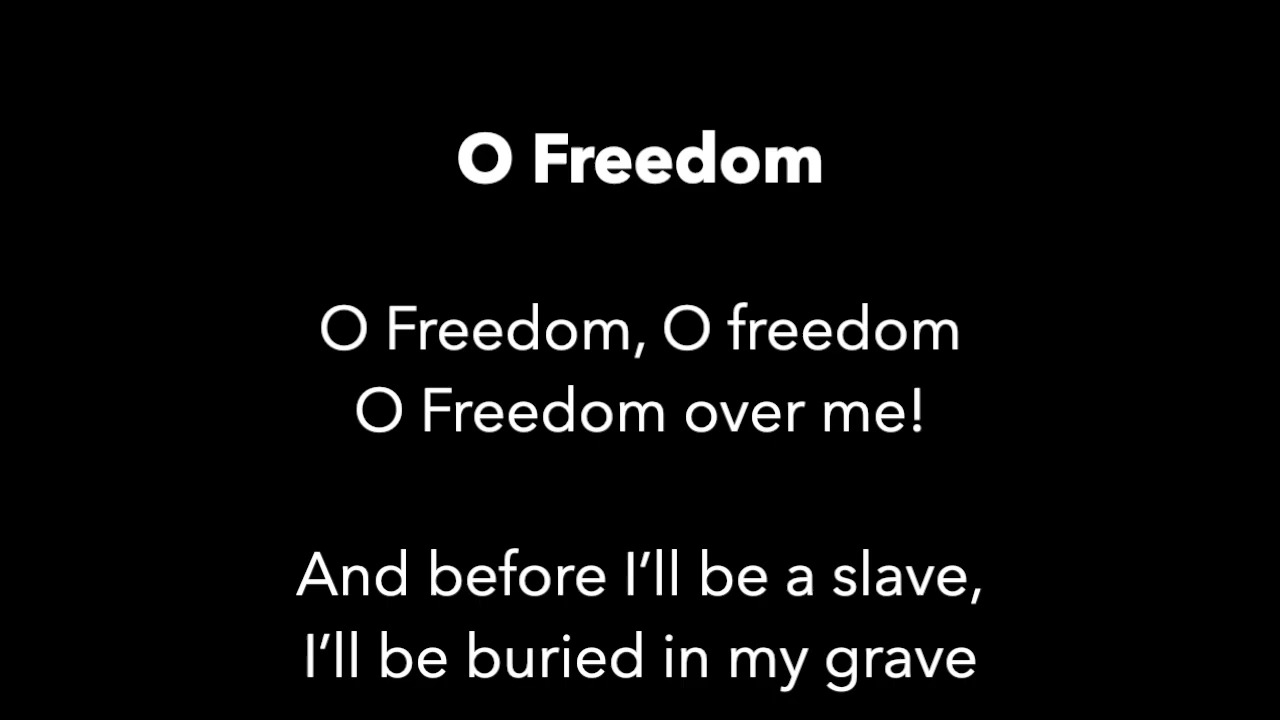 O Freedom
O Freedom, O freedom
O Freedom over me!
And before I’ll be a slave,
I’ll be buried in my grave